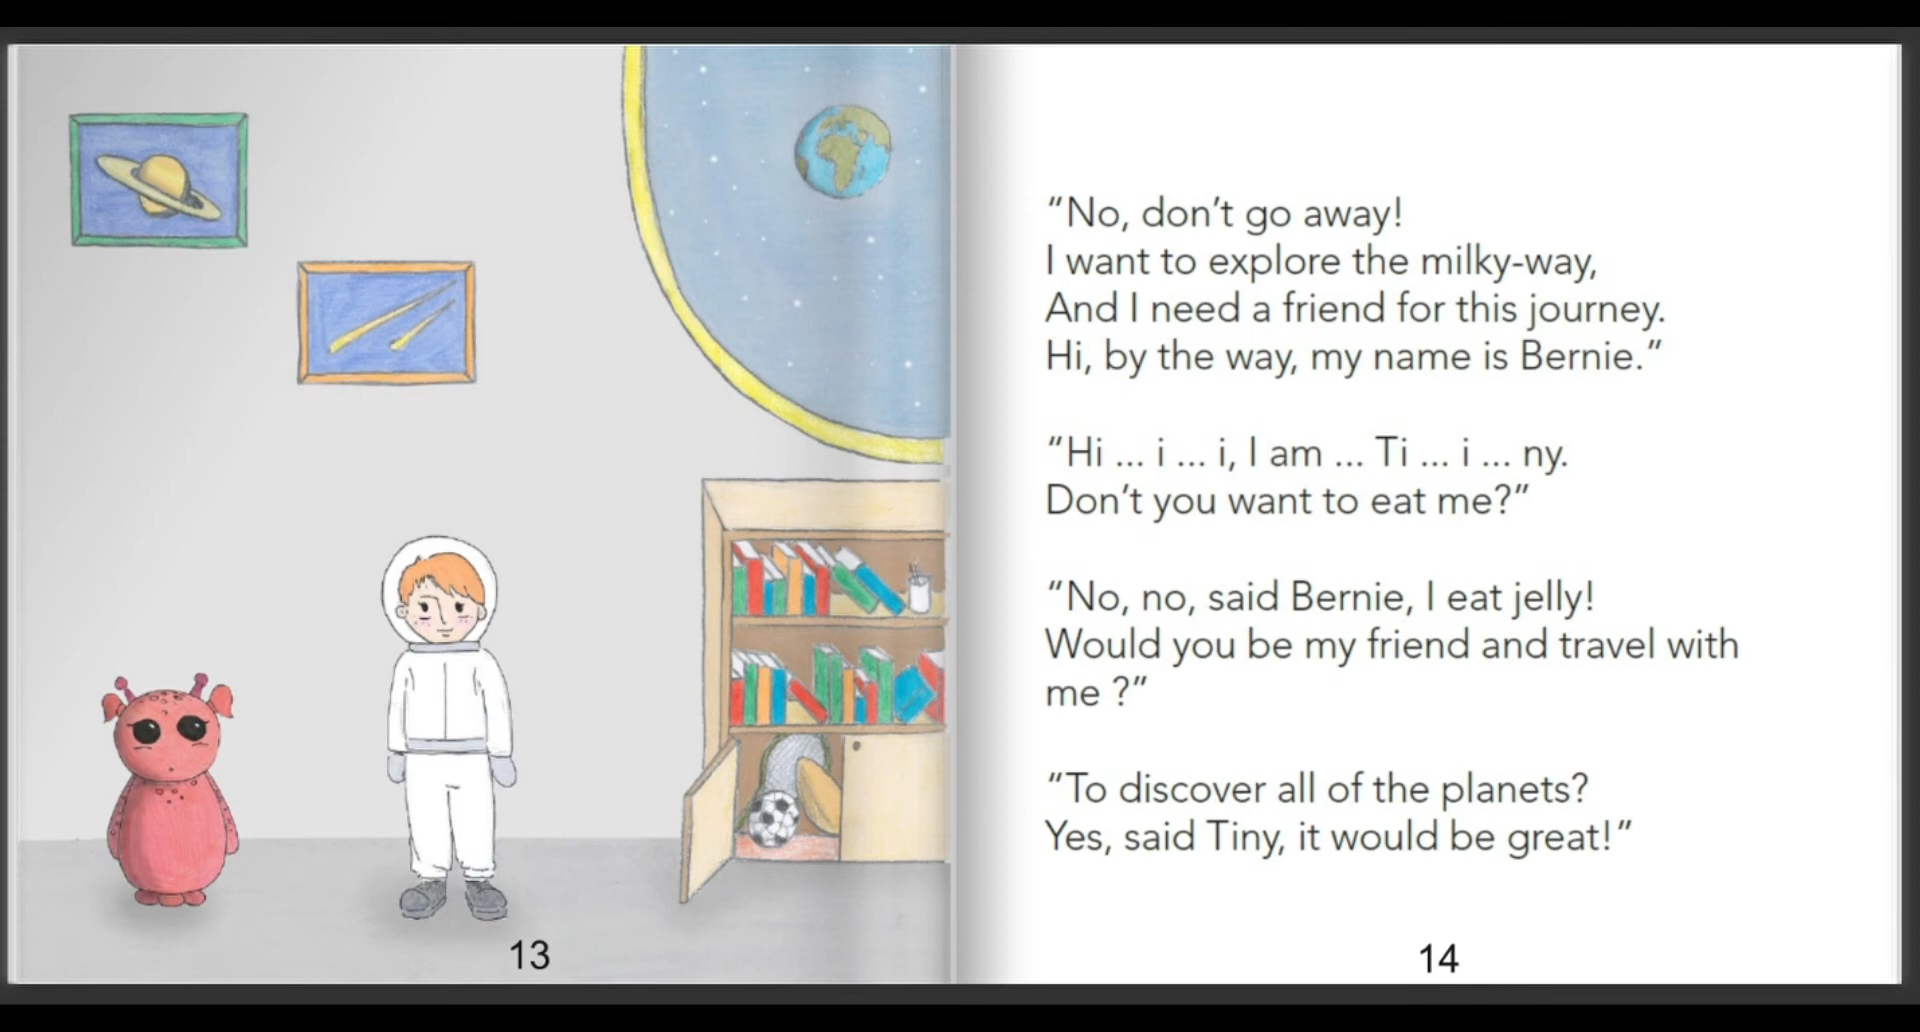 “No, don’t go away!
I want to explore the milky-way,
And I need a friend for this journey.
Hi, by the way, my name is Bernie.”
“Hi ... i ... i, I am ... Ti ... i ... ny.
Don’t you want to eat me?”
“No, no, said Bernie, I eat jelly!
Would you be my friend and travel with
me ?”
“To discover all of the planets?
Yes, said Tiny, it would be great!”
13
14